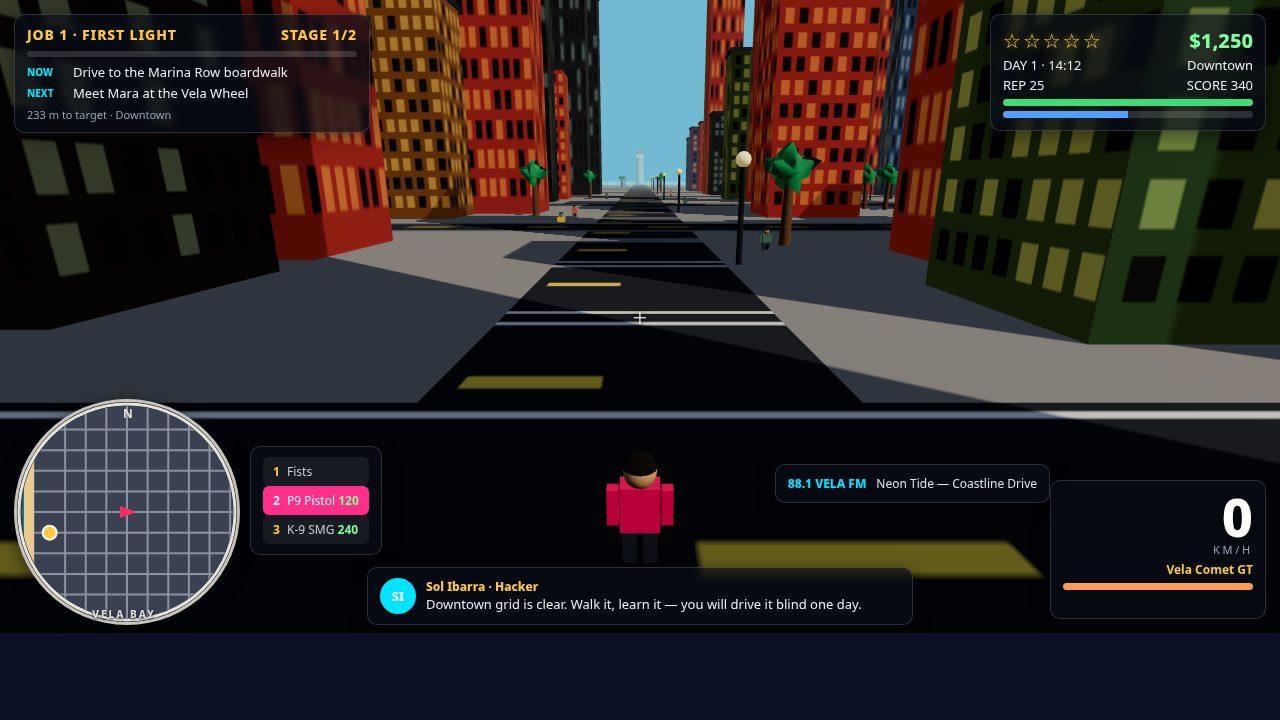 JOB 1 · FIRST LIGHT STAGE 1/2
NOW Drive to the Marina Row boardwalk
NEXT Meet Mara at the Vela Wheel
233 m to target · Downtown
☆☆☆☆☆ $1,250
DAY 1 · 14:12 Downtown
REP 25 SCORE 340
N
VELA BAY
1 Fists
2 P9 Pistol 120
3 K-9 SMG 240
88.1 VELA FM Neon Tide — Coastline Drive
0
KM/H
Vela Comet GT
SI
Sol Ibarra · Hacker
Downtown grid is clear. Walk it, learn it — you will drive it blind one day.